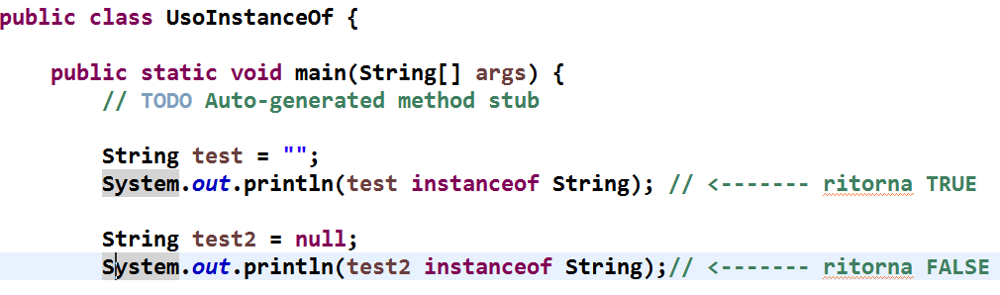 public class UsoInstanceOf {
public static void main(String[] args) {
// TODO Auto-generated method stub
String test = "";
System.out.println(test instanceof String); // <------- ritorna TRUE
String test2 = null;
System.out.println(test2 instanceof String);// <------- ritorna FALSE